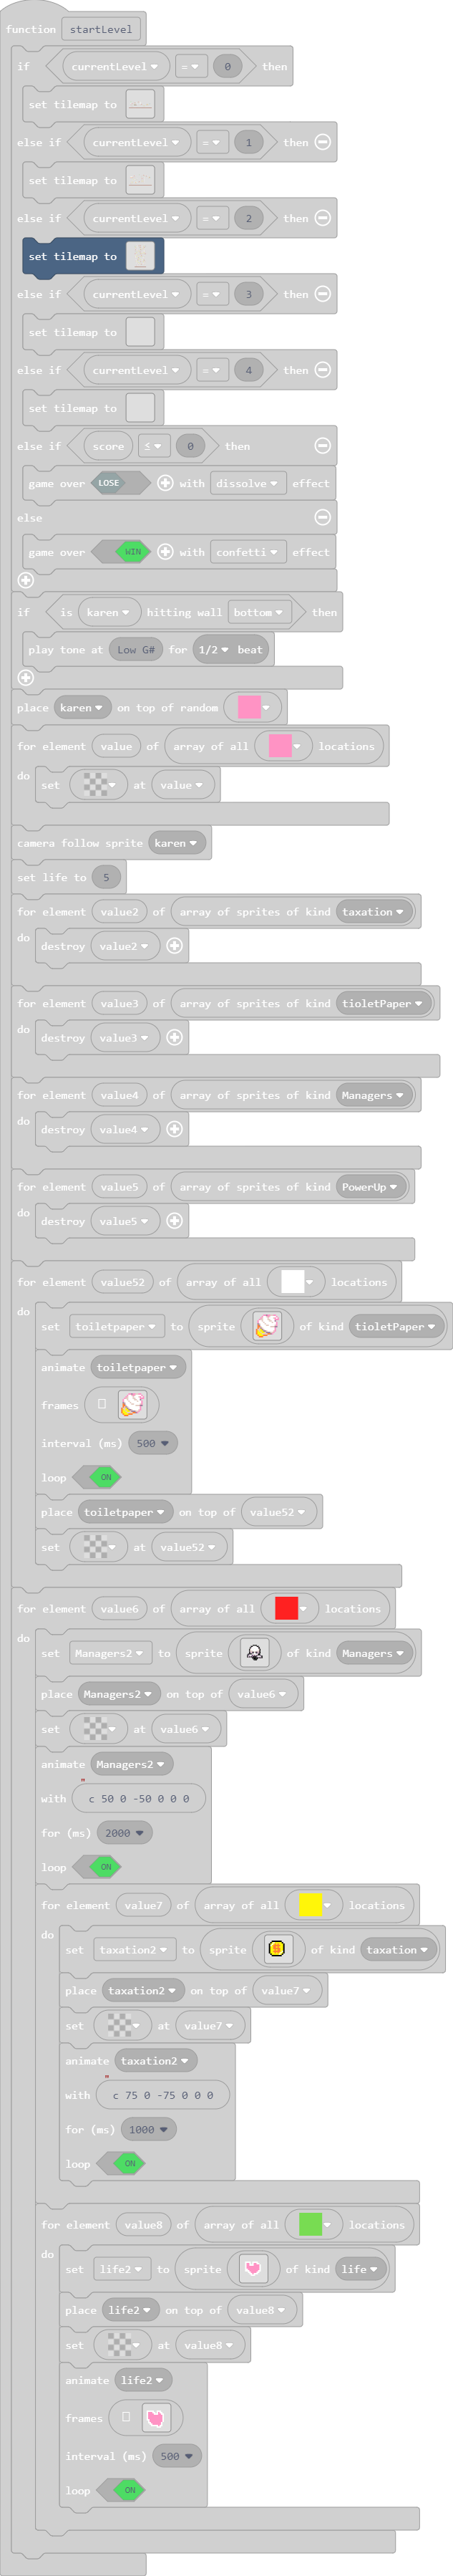 function startLevel
if currentLevel = 0 then
set tilemap to
else if currentLevel = 1 then
set tilemap to
else if currentLevel = 2 then
set tilemap to
else if currentLevel = 3 then
set tilemap to
else if currentLevel = 4 then
set tilemap to
else if score ≤ 0 then
game over LOSE with dissolve effect
else
game over WIN with confetti effect
if is karen hitting wall bottom then
play tone at Low G# for 1/2 beat
place karen on top of random
for element value of array of all locations
do set at value
camera follow sprite karen
set life to 5
for element value2 of array of sprites of kind taxation
do destroy value2
for element value3 of array of sprites of kind tioletPaper
do destroy value3
for element value4 of array of sprites of kind Managers
do destroy value4
for element value5 of array of sprites of kind PowerUp
do destroy value5
for element value52 of array of all locations
do set toiletpaper to sprite of kind tioletPaper
animate toiletpaper
frames
interval (ms) 500
loop ON
place toiletpaper on top of value52
set at value52
for element value6 of array of all locations
do set Managers2 to sprite of kind Managers
place Managers2 on top of value6
set at value6
animate Managers2
with " c 50 0 -50 0 0 0
for (ms) 2000
loop ON
for element value7 of array of all locations
do set taxation2 to sprite $ of kind taxation
place taxation2 on top of value7
set at value7
animate taxation2
with " c 75 0 -75 0 0 0
for (ms) 1000
loop ON
for element value8 of array of all locations
do set life2 to sprite of kind life
place life2 on top of value8
set at value8
animate life2
frames
interval (ms) 500
loop ON